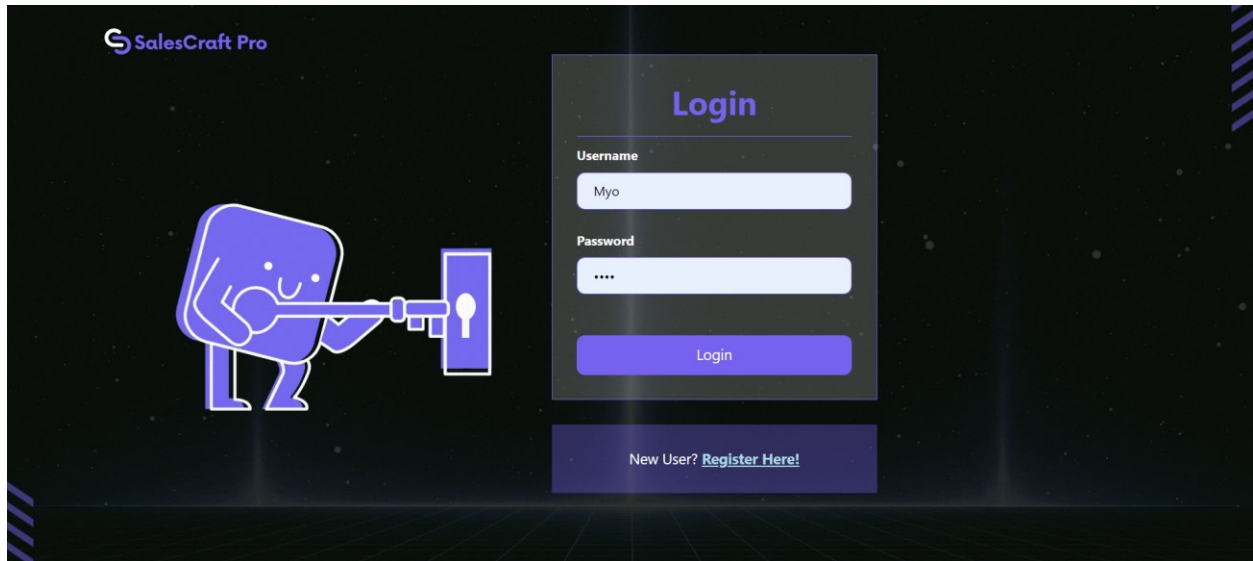 SalesCraft Pro
Login
Username
Myo
Password
••••
Login
New User? Register Here!